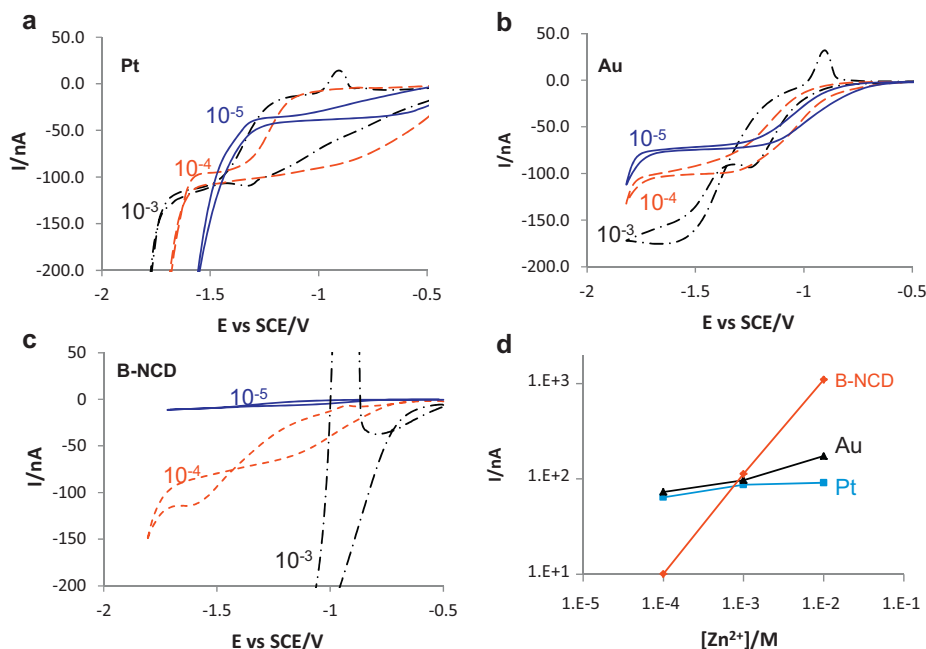 a
Pt
I/nA
50.0
0.0
-50.0
-100.0
-150.0
-200.0
10⁻⁵
10⁻⁴
10⁻³
-2
-1.5
-1
-0.5
E vs SCE/V
b
Au
I/nA
50.0
0.0
-50.0
-100.0
-150.0
-200.0
10⁻⁵
10⁻⁴
10⁻³
-2
-1.5
-1
-0.5
E vs SCE/V
c
B-NCD
I/nA
50
0
-50
-100
-150
-200
10⁻⁵
10⁻⁴
10⁻³
-2
-1.5
-1
-0.5
E vs SCE/V
d
I/nA
1.E+3
1.E+2
1.E+1
B-NCD
Au
Pt
1.E-5
1.E-4
1.E-3
1.E-2
1.E-1
[Zn²⁺]/M